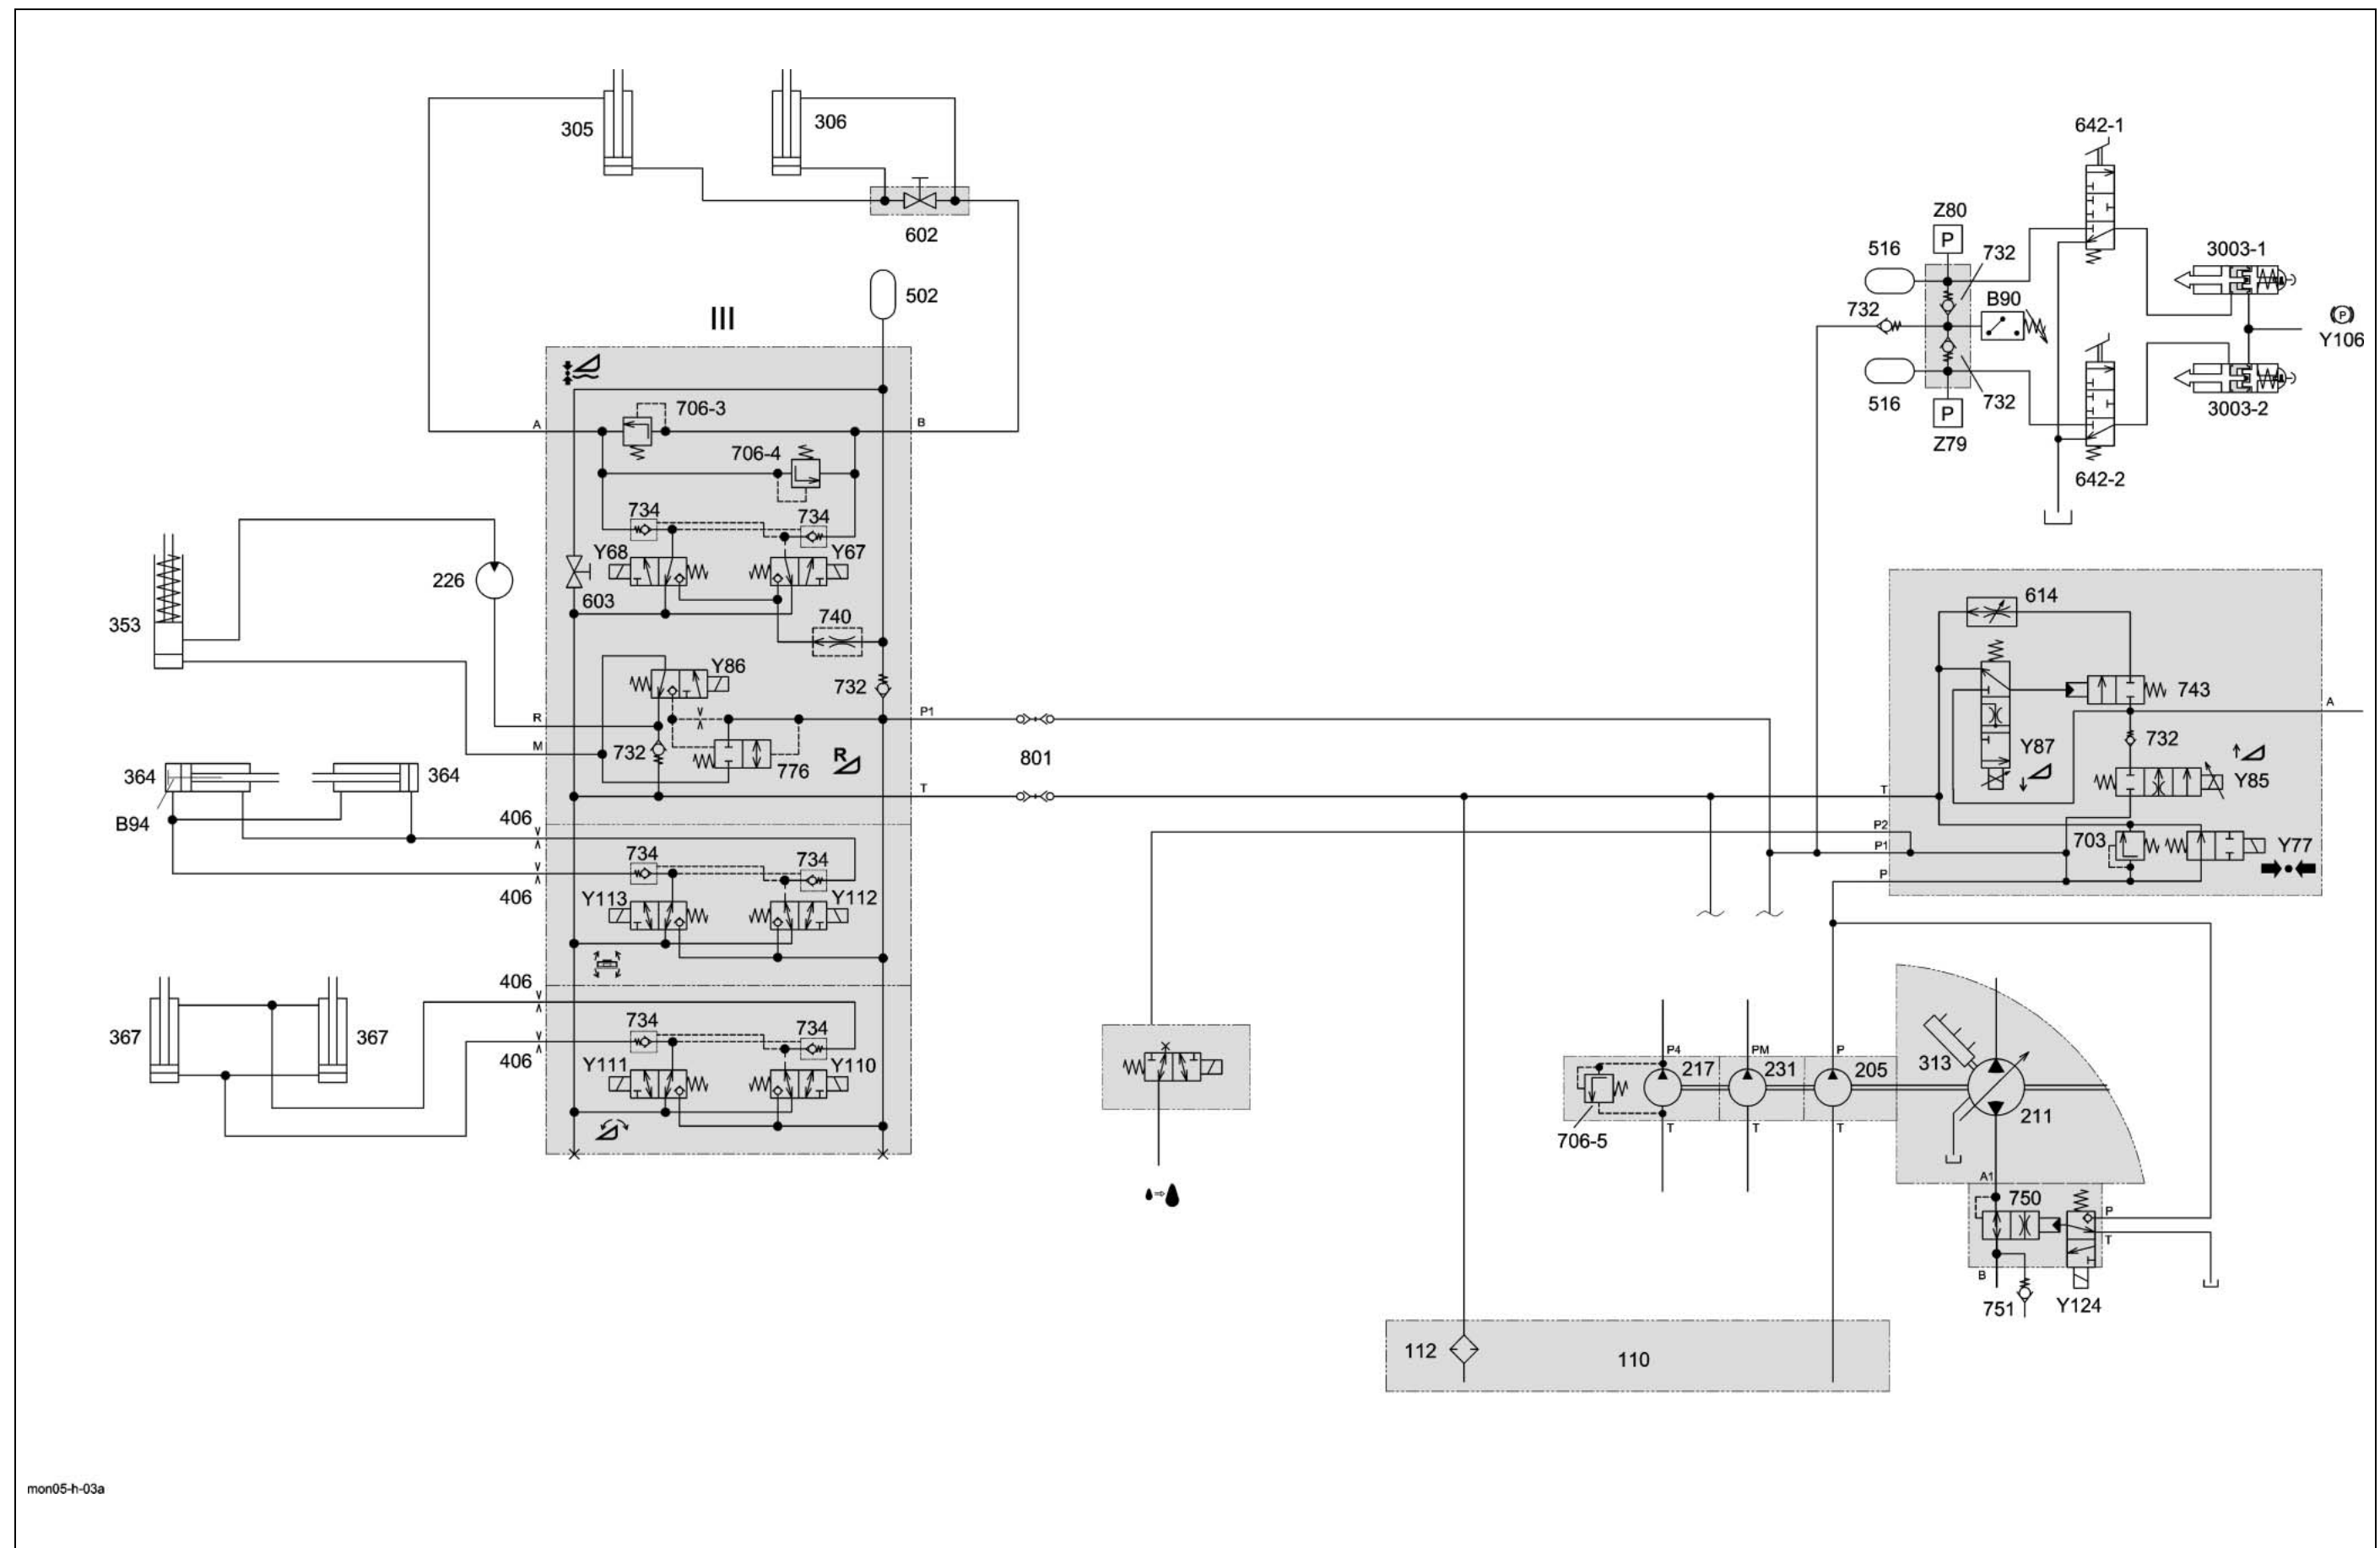 642-1
305
306
Z80
P
516
732
3003-1
602
B90
502
732
III
(P)
Y106
516
732
3003-2
706-3
P
A
B
Z79
706-4
642-2
734
734
Y68
Y67
226
603
614
353
740
Y86
732
743
P1
A
R
732
M
732
776
R
801
Y87
364
364
Y85
T
T
B94
406
P2
734
734
P1
703
Y77
P
406
Y113
Y112
406
734
734
367
367
P4
PM
P
406
Y111
Y110
217
231
205
313
211
T
T
T
706-5
A1
750
P
T
B
751
Y124
112
110
mon05-h-03a